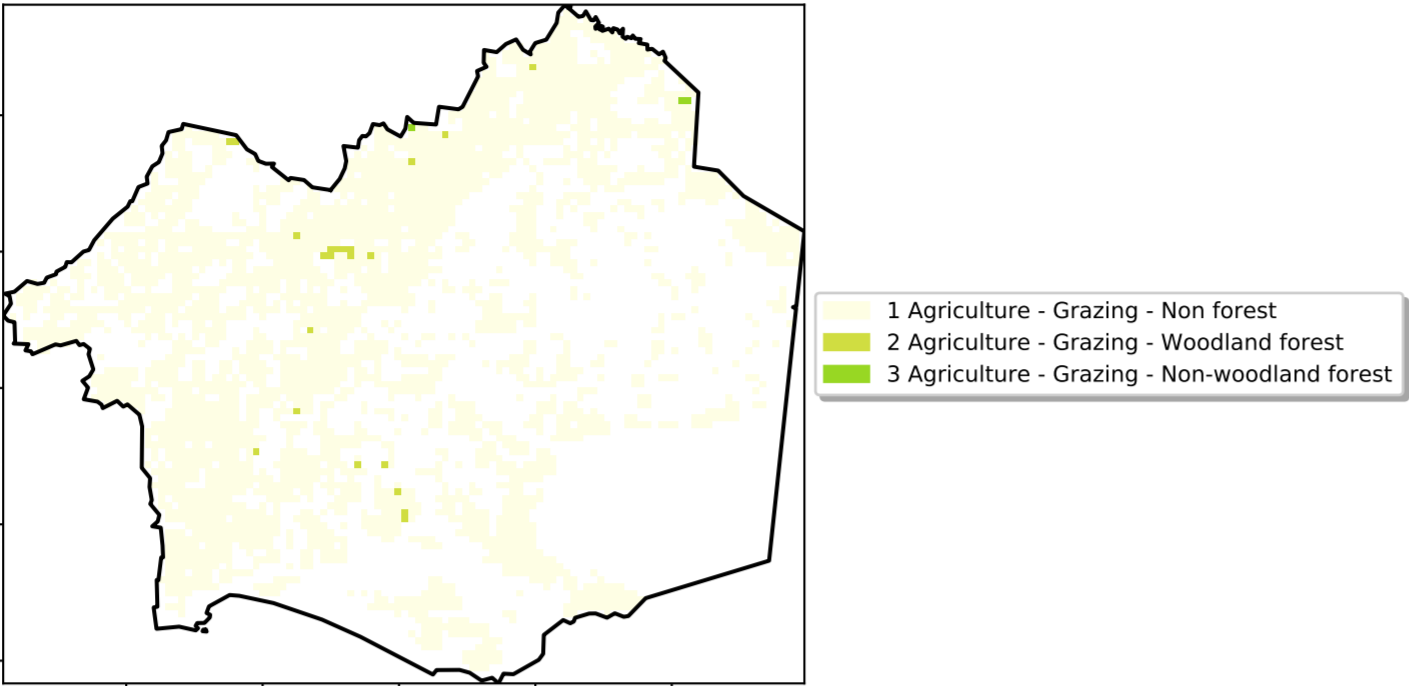 1 Agriculture - Grazing - Non forest
2 Agriculture - Grazing - Woodland forest
3 Agriculture - Grazing - Non-woodland forest